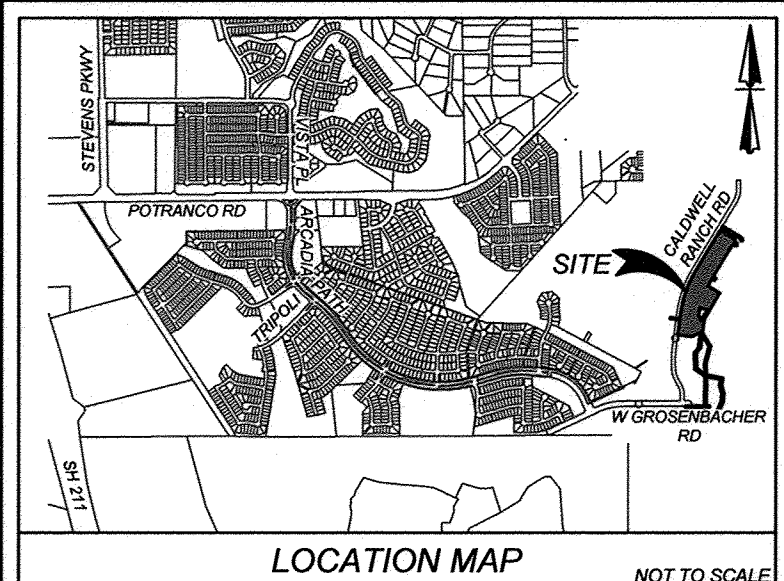 STEVENS PKWY
VISTA PL
POTRANCO RD
ARCADIA PATH
TRIPOLI
CALDWELL
RANCH RD
SITE
W GROSENBACHER
RD
SH 211
LOCATION MAP
NOT TO SCALE